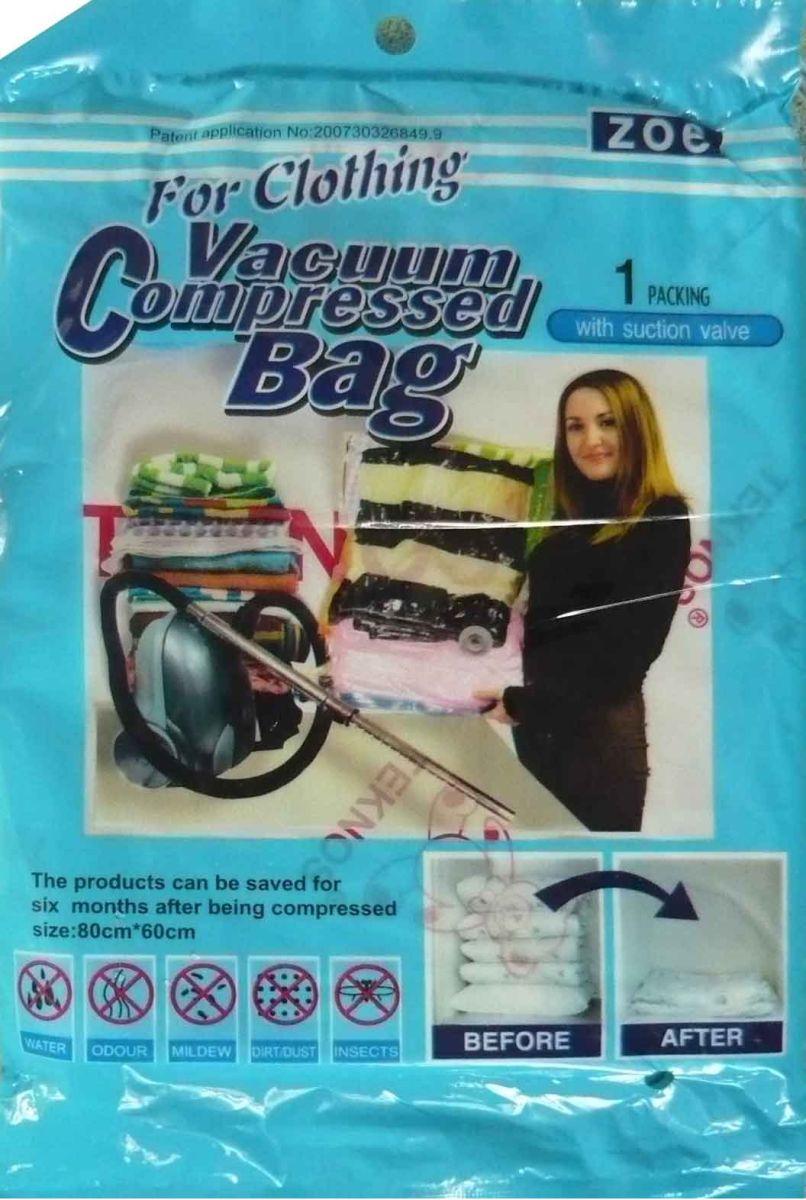 Patent application No:200730326849.9
zoe
For Clothing
Vacuum
Compressed
Bag
1 PACKING
with suction valve
The products can be saved for
six months after being compressed
size:80cm*60cm
WATER
ODOUR
MILDEW
DIRT/DUST
INSECTS
BEFORE
AFTER